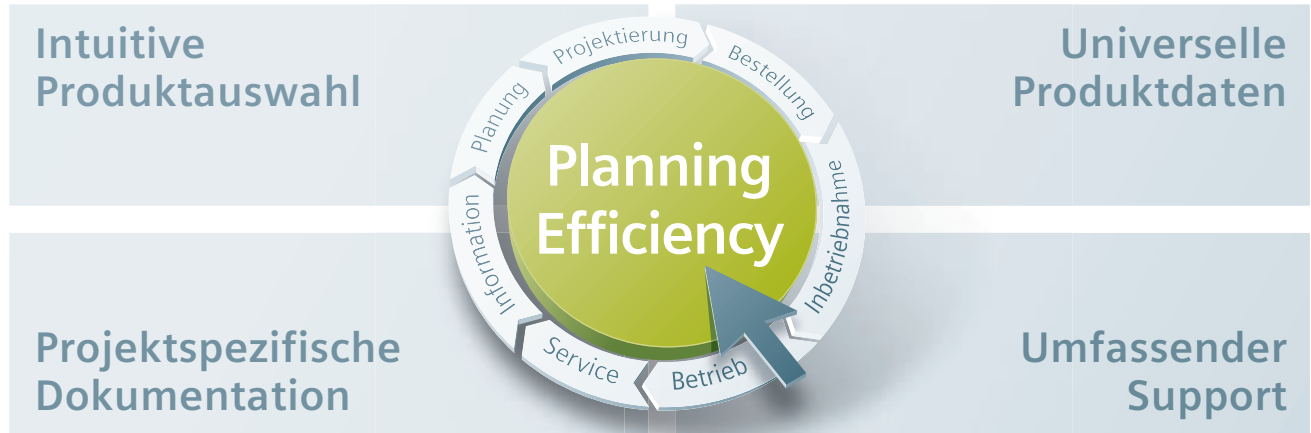 Intuitive
Produktauswahl
Universelle
Produktdaten
Planning
Efficiency
Information
Planung
Projektierung
Bestellung
Inbetriebnahme
Betrieb
Service
Projektspezifische
Dokumentation
Umfassender
Support